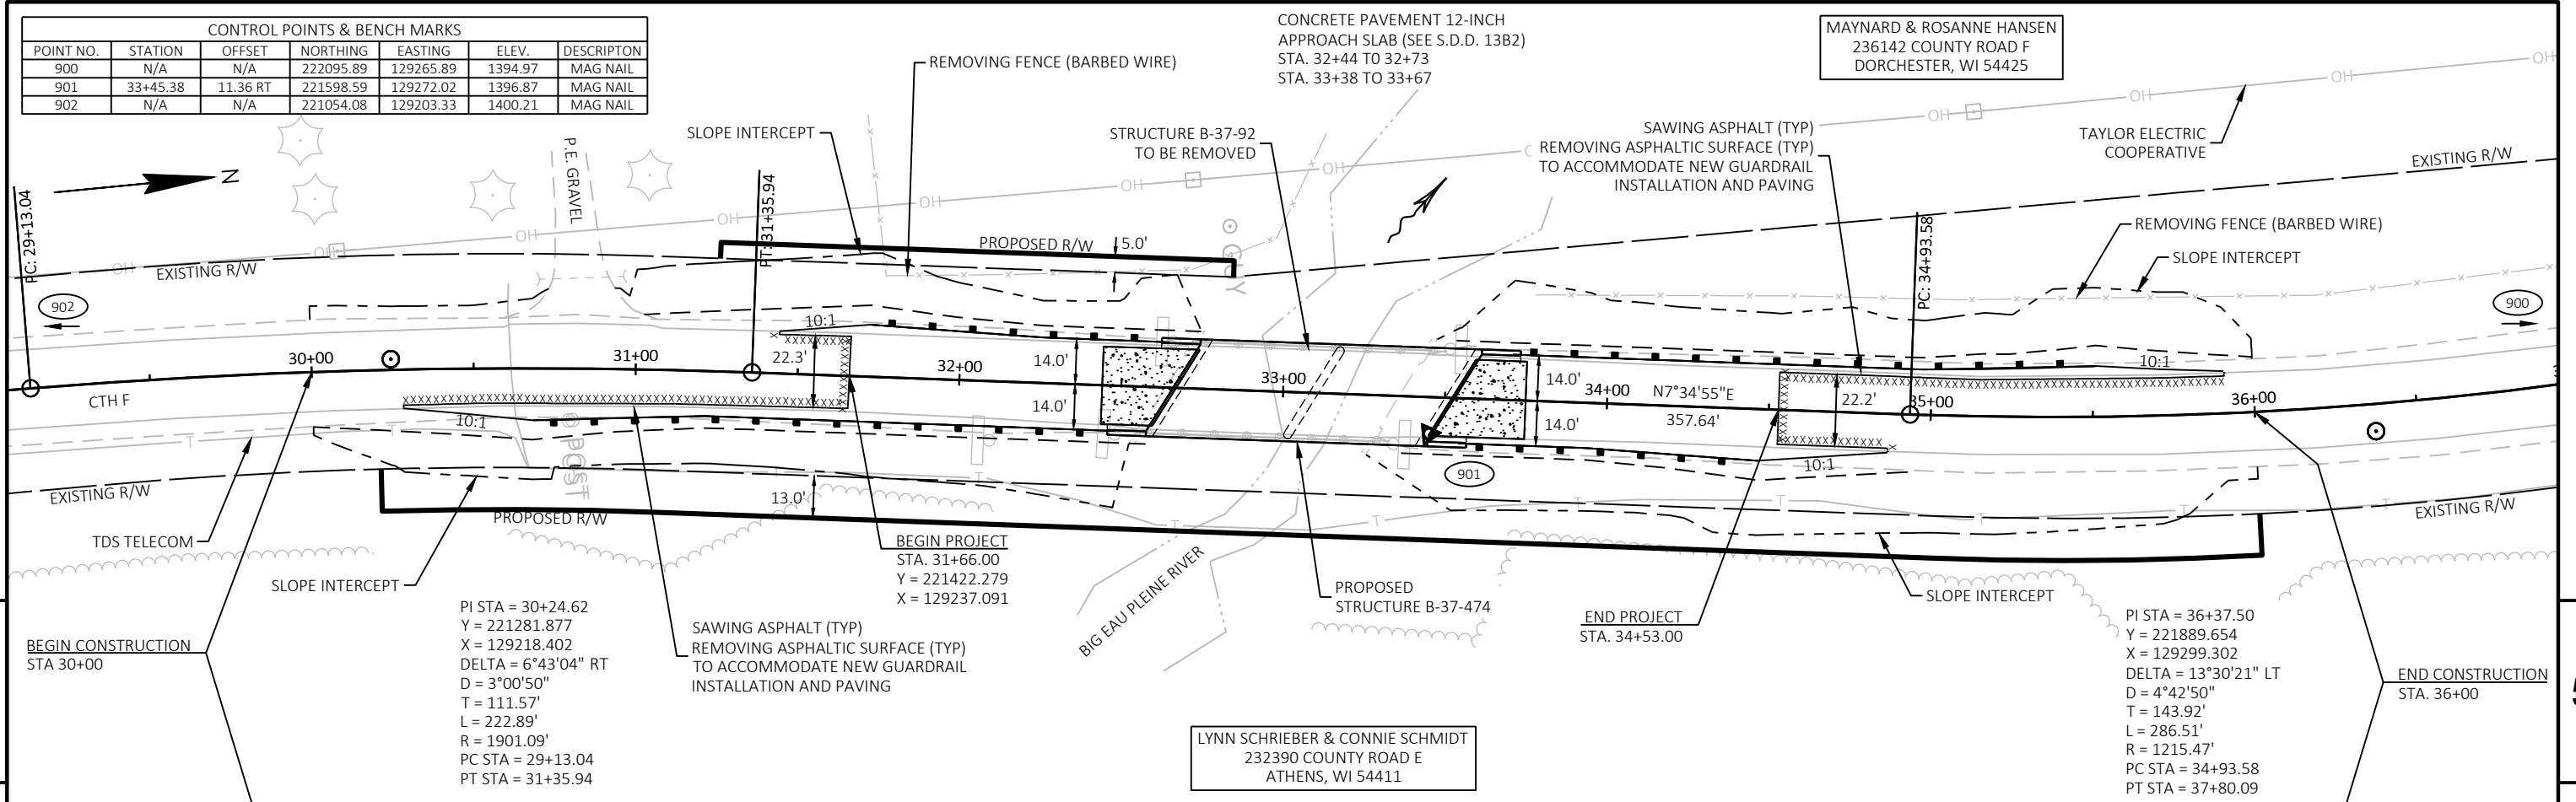 CONTROL POINTS & BENCH MARKS
POINT NO. STATION OFFSET NORTHING EASTING ELEV. DESCRIPTON
900 N/A N/A 222095.89 129265.89 1394.97 MAG NAIL
901 33+45.38 11.36 RT 221598.59 129272.02 1396.87 MAG NAIL
902 N/A N/A 221054.08 129203.33 1400.21 MAG NAIL
REMOVING FENCE (BARBED WIRE)
CONCRETE PAVEMENT 12-INCH
APPROACH SLAB (SEE S.D.D. 13B2)
STA. 32+44 T0 32+73
STA. 33+38 TO 33+67
MAYNARD & ROSANNE HANSEN
236142 COUNTY ROAD F
DORCHESTER, WI 54425
SLOPE INTERCEPT
STRUCTURE B-37-92
TO BE REMOVED
SAWING ASPHALT (TYP)
REMOVING ASPHALTIC SURFACE (TYP)
TO ACCOMMODATE NEW GUARDRAIL
INSTALLATION AND PAVING
TAYLOR ELECTRIC
COOPERATIVE
OH
OH
OH
OH
OH
OH
OH
OH
OH
OH
OH
OH
EXISTING R/W
N
P.E. GRAVEL
PC: 29+13.04
PT: 31+35.94
PC: 34+93.58
REMOVING FENCE (BARBED WIRE)
SLOPE INTERCEPT
PROPOSED R/W
5.0'
GUY
EXISTING R/W
902
900
10:1
22.3'
30+00
31+00
32+00
33+00
34+00
35+00
36+00
14.0'
14.0'
14.0'
14.0'
N7°34'55"E
357.64'
22.2'
10:1
CTH F
10:1
10:1
POST
901
T
T
T
T
T
T
T
T
T
T
EXISTING R/W
13.0'
PROPOSED R/W
EXISTING R/W
TDS TELECOM
SLOPE INTERCEPT
BEGIN PROJECT
STA. 31+66.00
Y = 221422.279
X = 129237.091
BIG EAU PLEINE RIVER
PROPOSED
STRUCTURE B-37-474
END PROJECT
STA. 34+53.00
SLOPE INTERCEPT
BEGIN CONSTRUCTION
STA 30+00
PI STA = 30+24.62
Y = 221281.877
X = 129218.402
DELTA = 6°43'04" RT
D = 3°00'50"
T = 111.57'
L = 222.89'
R = 1901.09'
PC STA = 29+13.04
PT STA = 31+35.94
SAWING ASPHALT (TYP)
REMOVING ASPHALTIC SURFACE (TYP)
TO ACCOMMODATE NEW GUARDRAIL
INSTALLATION AND PAVING
LYNN SCHRIEBER & CONNIE SCHMIDT
232390 COUNTY ROAD E
ATHENS, WI 54411
PI STA = 36+37.50
Y = 221889.654
X = 129299.302
DELTA = 13°30'21" LT
D = 4°42'50"
T = 143.92'
L = 286.51'
R = 1215.47'
PC STA = 34+93.58
PT STA = 37+80.09
END CONSTRUCTION
STA. 36+00